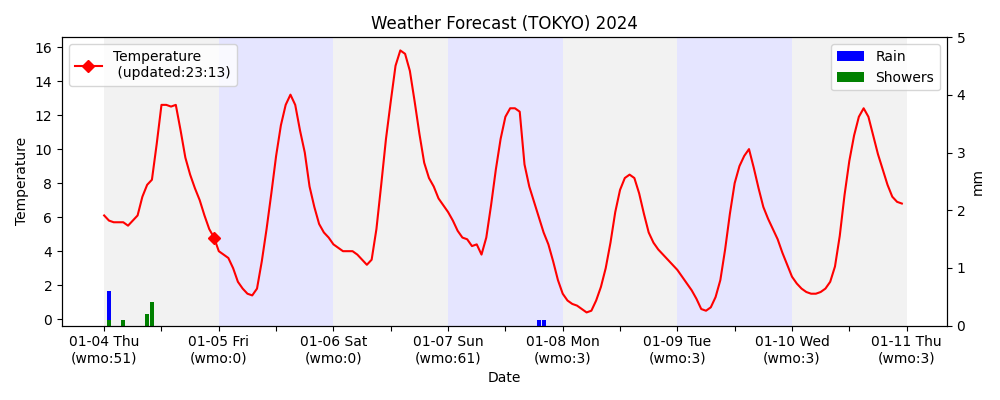 Weather Forecast (TOKYO) 2024
Temperature
(updated:23:13)
Rain
Showers
16
14
12
10
8
6
4
2
0
Temperature
5
4
3
2
1
0
mm
01-04 Thu 01-05 Fri 01-06 Sat 01-07 Sun 01-08 Mon 01-09 Tue 01-10 Wed 01-11 Thu
(wmo:51) (wmo:0) (wmo:0) (wmo:61) (wmo:3) (wmo:3) (wmo:3) (wmo:3)
Date